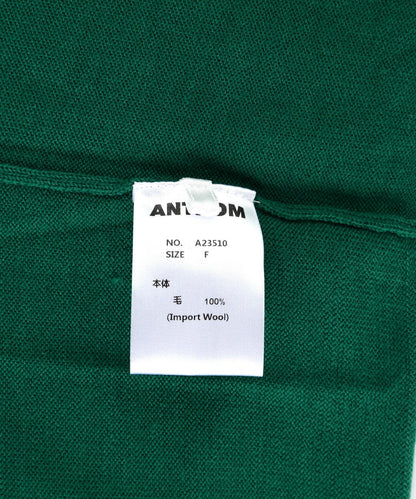 NO. A23510
SIZE F
本体
毛 100%
(Import Wool)